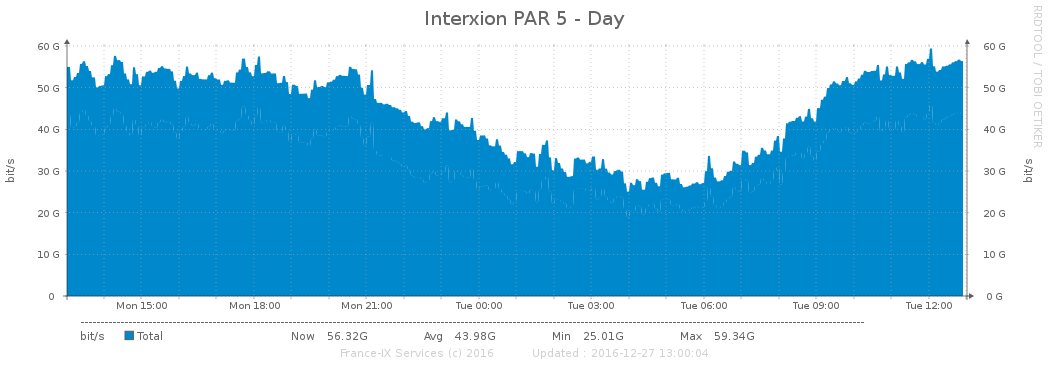 Interxion PAR 5 - Day
RRDTOOL / TOBI OETIKER
60 G 60 G
50 G 50 G
40 G 40 G
30 G 30 G
20 G 20 G
10 G 10 G
0 0 G
bit/s bit/s
Mon 15:00 Mon 18:00 Mon 21:00 Tue 00:00 Tue 03:00 Tue 06:00 Tue 09:00 Tue 12:00
bit/s Total Now 56.32G Avg 43.98G Min 25.01G Max 59.34G
France-IX Services (c) 2016 Updated : 2016-12-27 13:00:04